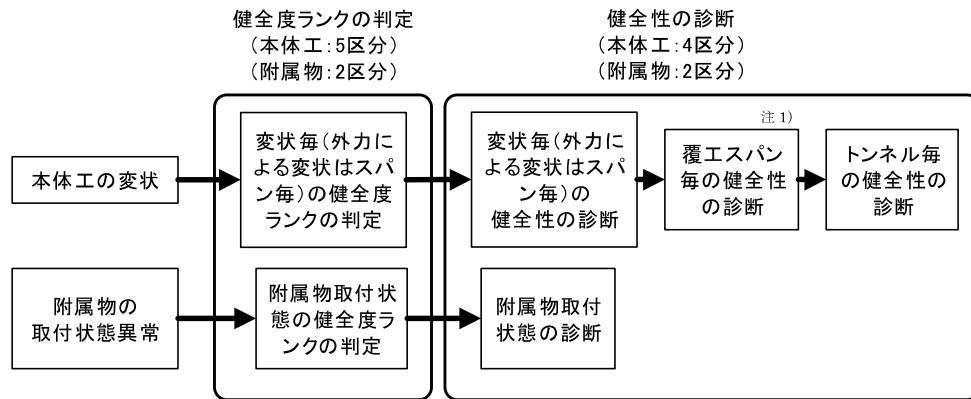 健全度ランクの判定
（本体工：5区分）
（附属物：2区分）
健全性の診断
（本体工：4区分）
（附属物：2区分）
本体工の変状
変状毎（外力に
よる変状はスパ
ン毎）の健全度
ランクの判定
変状毎（外力に
よる変状はスパ
ン毎）の
健全性の診断
注1）
覆工スパン
毎の健全性
の診断
トンネル毎
の健全性の
診断
附属物の
取付状態異常
附属物取付状
態の健全度ラ
ンクの判定
附属物取付
状態の診断